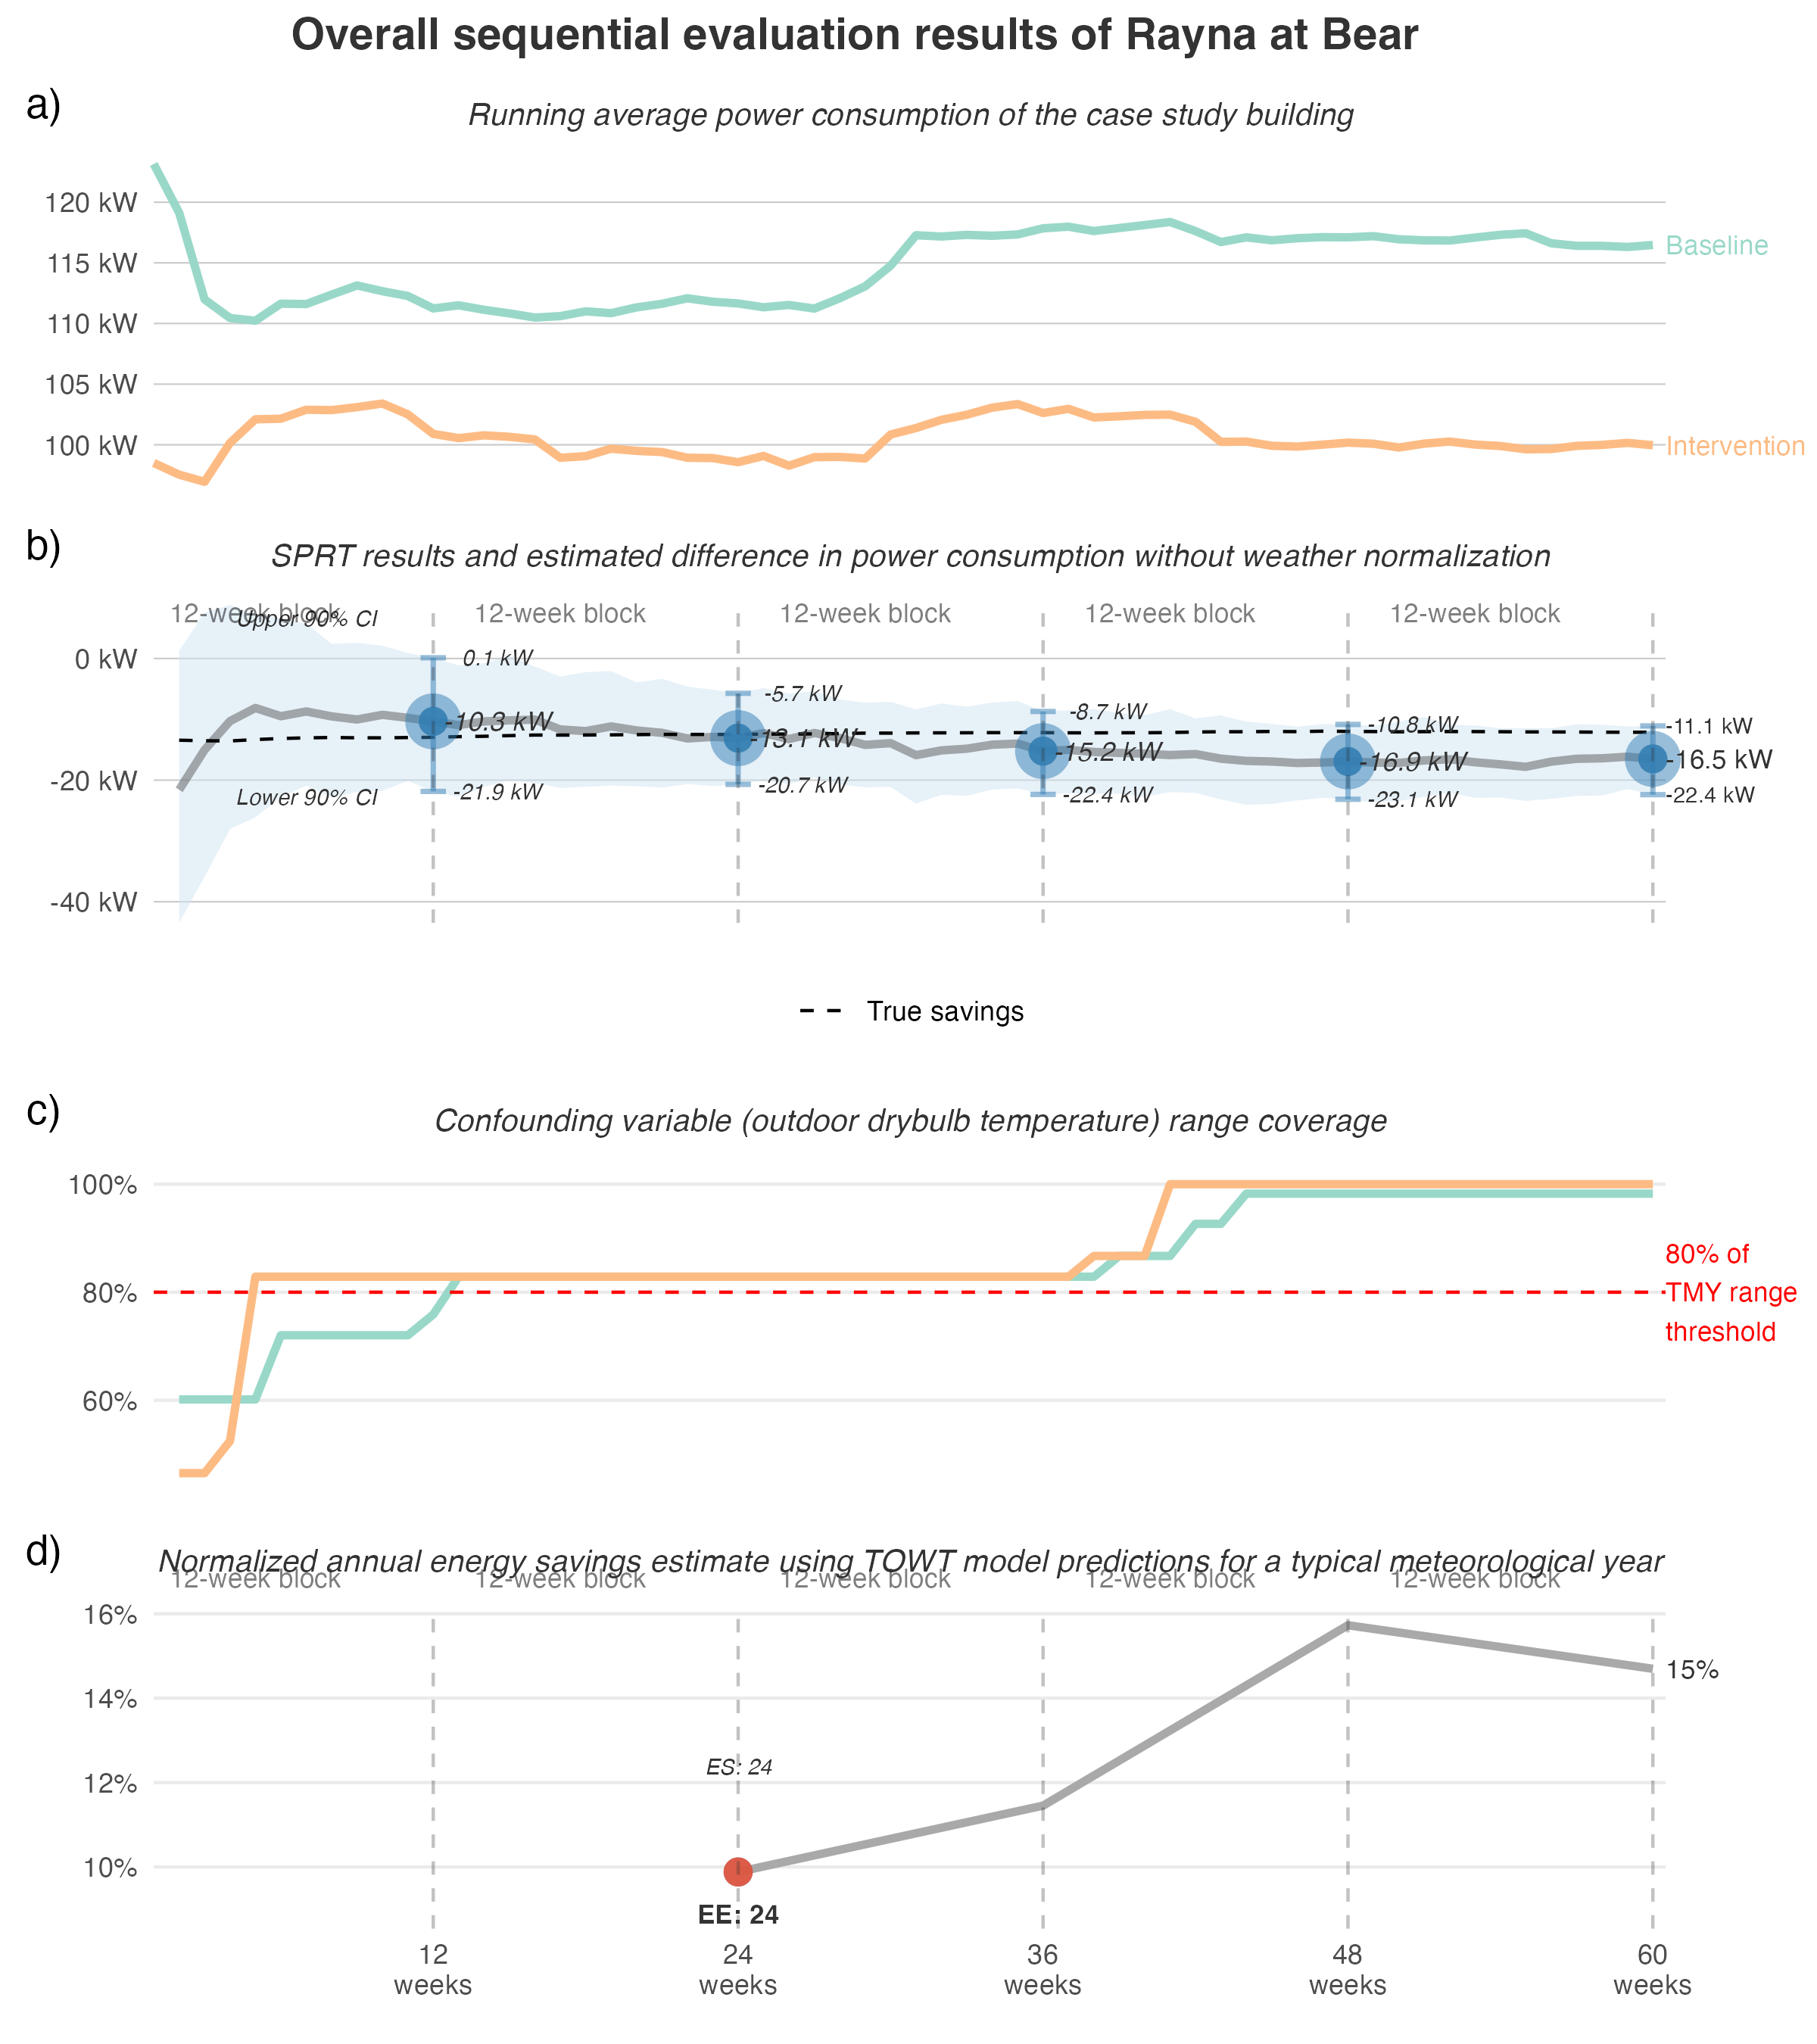 Overall sequential evaluation results of Rayna at Bear
a)
Running average power consumption of the case study building
120 kW
115 kW
110 kW
105 kW
100 kW
Baseline
Intervention
b)
SPRT results and estimated difference in power consumption without weather normalization
12-week block
12-week block
12-week block
12-week block
12-week block
Upper 90% CI
Lower 90% CI
0 kW
-20 kW
-40 kW
0.1 kW
-10.3 kW
-21.9 kW
-5.7 kW
-13.1 kW
-20.7 kW
-8.7 kW
-15.2 kW
-22.4 kW
-10.8 kW
-16.9 kW
-23.1 kW
-11.1 kW
-16.5 kW
-22.4 kW
True savings
c)
Confounding variable (outdoor drybulb temperature) range coverage
100%
80%
60%
80% of
TMY range
threshold
d)
Normalized annual energy savings estimate using TOWT model predictions for a typical meteorological year
12-week block
12-week block
12-week block
12-week block
12-week block
16%
14%
12%
10%
15%
ES: 24
EE: 24
12
weeks
24
weeks
36
weeks
48
weeks
60
weeks